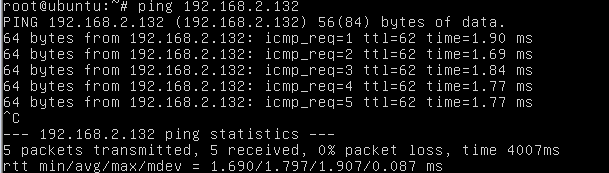 root@ubuntu:~# ping 192.168.2.132
PING 192.168.2.132 (192.168.2.132) 56(84) bytes of data.
64 bytes from 192.168.2.132: icmp_req=1 ttl=62 time=1.90 ms
64 bytes from 192.168.2.132: icmp_req=2 ttl=62 time=1.69 ms
64 bytes from 192.168.2.132: icmp_req=3 ttl=62 time=1.84 ms
64 bytes from 192.168.2.132: icmp_req=4 ttl=62 time=1.77 ms
64 bytes from 192.168.2.132: icmp_req=5 ttl=62 time=1.77 ms
^C
--- 192.168.2.132 ping statistics ---
5 packets transmitted, 5 received, 0% packet loss, time 4007ms
rtt min/avg/max/mdev = 1.690/1.797/1.907/0.087 ms